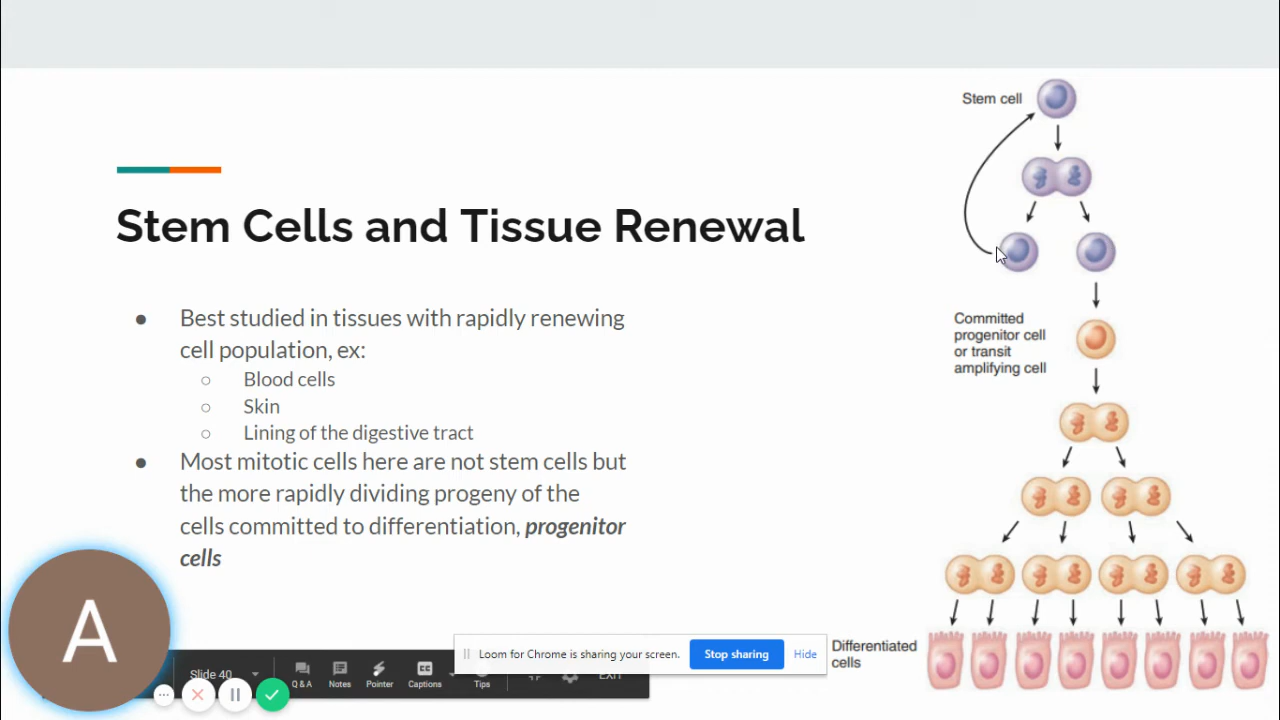 Stem Cells and Tissue Renewal
● Best studied in tissues with rapidly renewing
cell population, ex:
○ Blood cells
○ Skin
○ Lining of the digestive tract
● Most mitotic cells here are not stem cells but
the more rapidly dividing progeny of the
cells committed to differentiation, progenitor
cells
Stem cell
Committed
progenitor cell
or transit
amplifying cell
Differentiated
cells
A
Slide 40
Q & A
Notes
Pointer
Captions
Tips
EXIT
Loom for Chrome is sharing your screen.
Stop sharing
Hide